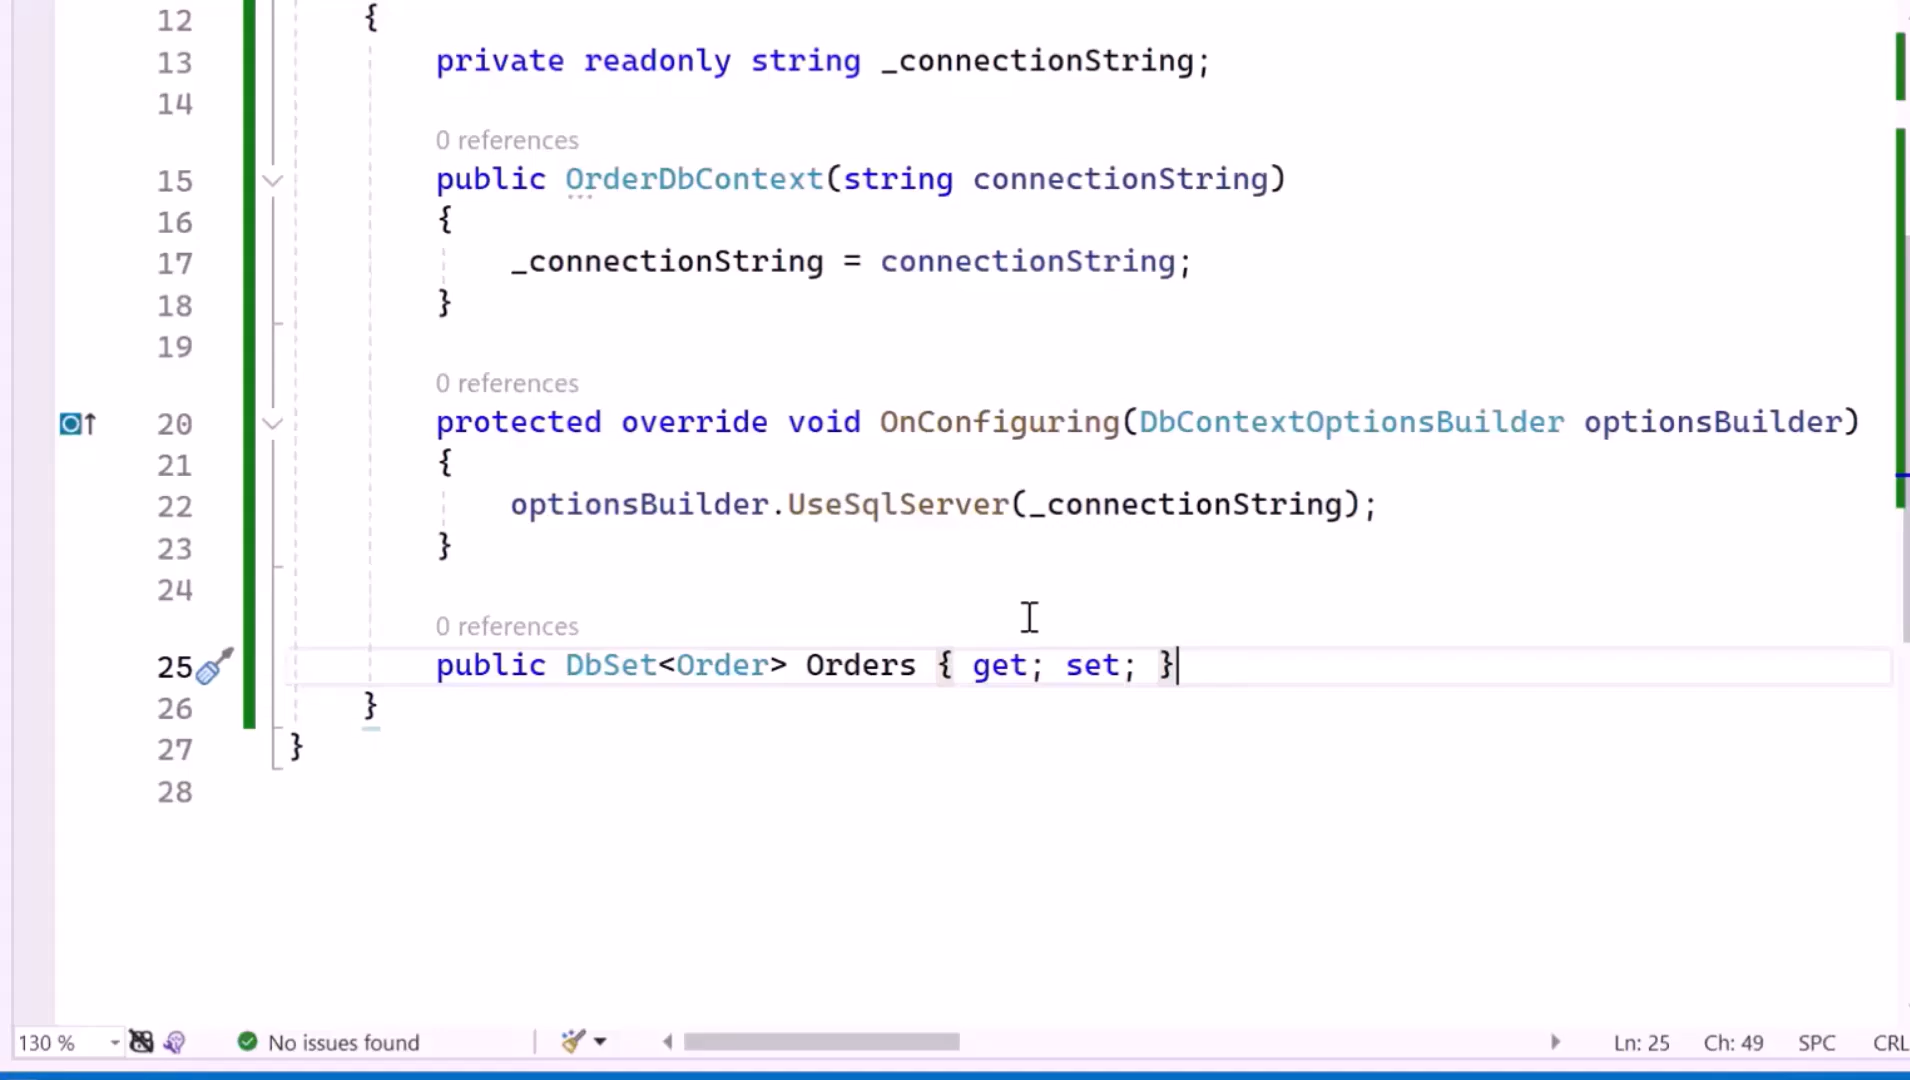 12 {
13 private readonly string _connectionString;
14
0 references
15 public OrderDbContext(string connectionString)
16 {
17 _connectionString = connectionString;
18 }
19
0 references
20 protected override void OnConfiguring(DbContextOptionsBuilder optionsBuilder)
21 {
22 optionsBuilder.UseSqlServer(_connectionString);
23 }
24
0 references
25 public DbSet<Order> Orders { get; set; }
26 }
27 }
28
130 % No issues found Ln: 25 Ch: 49 SPC CRL